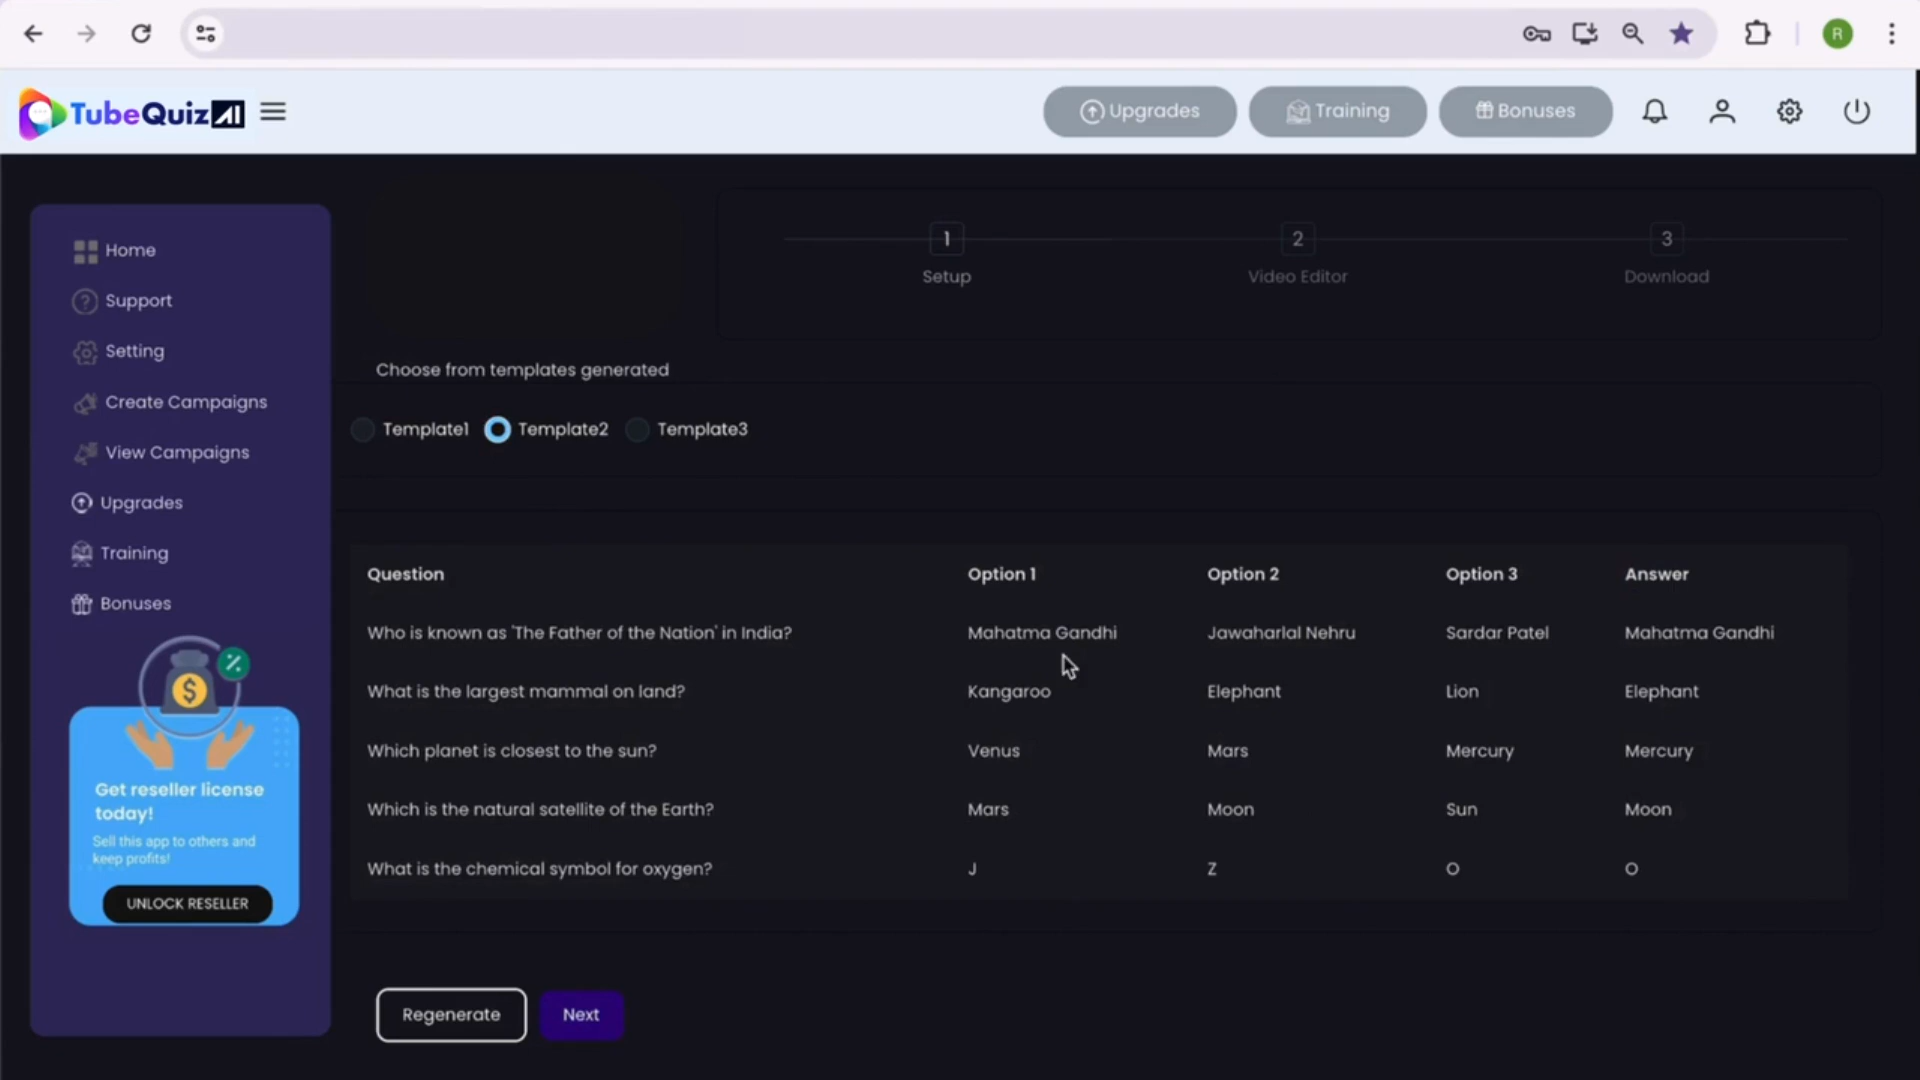 R
TubeQuiz AI
Upgrades
Training
Bonuses
Home
Support
Setting
Create Campaigns
View Campaigns
Upgrades
Training
Bonuses
%
$
Get reseller license
today!
Sell this app to others and
keep profits!
UNLOCK RESELLER
1
2
3
Setup
Video Editor
Download
Choose from templates generated
Template1
Template2
Template3
Question Option 1 Option 2 Option 3 Answer
Who is known as 'The Father of the Nation' in India? Mahatma Gandhi Jawaharlal Nehru Sardar Patel Mahatma Gandhi
What is the largest mammal on land? Kangaroo Elephant Lion Elephant
Which planet is closest to the sun? Venus Mars Mercury Mercury
Which is the natural satellite of the Earth? Mars Moon Sun Moon
What is the chemical symbol for oxygen? J Z O O
Regenerate
Next